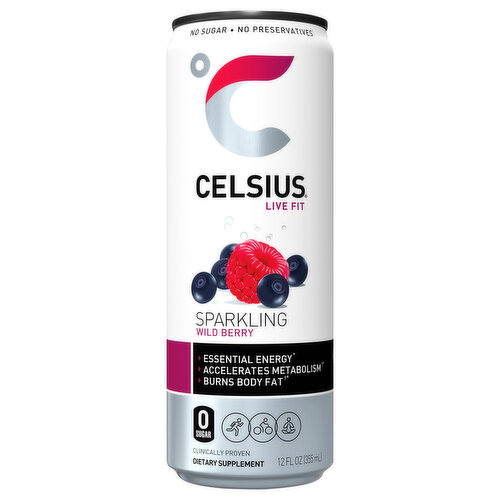 NO SUGAR • NO PRESERVATIVES
CELSIUS®
LIVE FIT
SPARKLING
WILD BERRY
› ESSENTIAL ENERGY†
› ACCELERATES METABOLISM†*
› BURNS BODY FAT†*
0
SUGAR
CLINICALLY PROVEN
DIETARY SUPPLEMENT
12 FL OZ (355 mL)